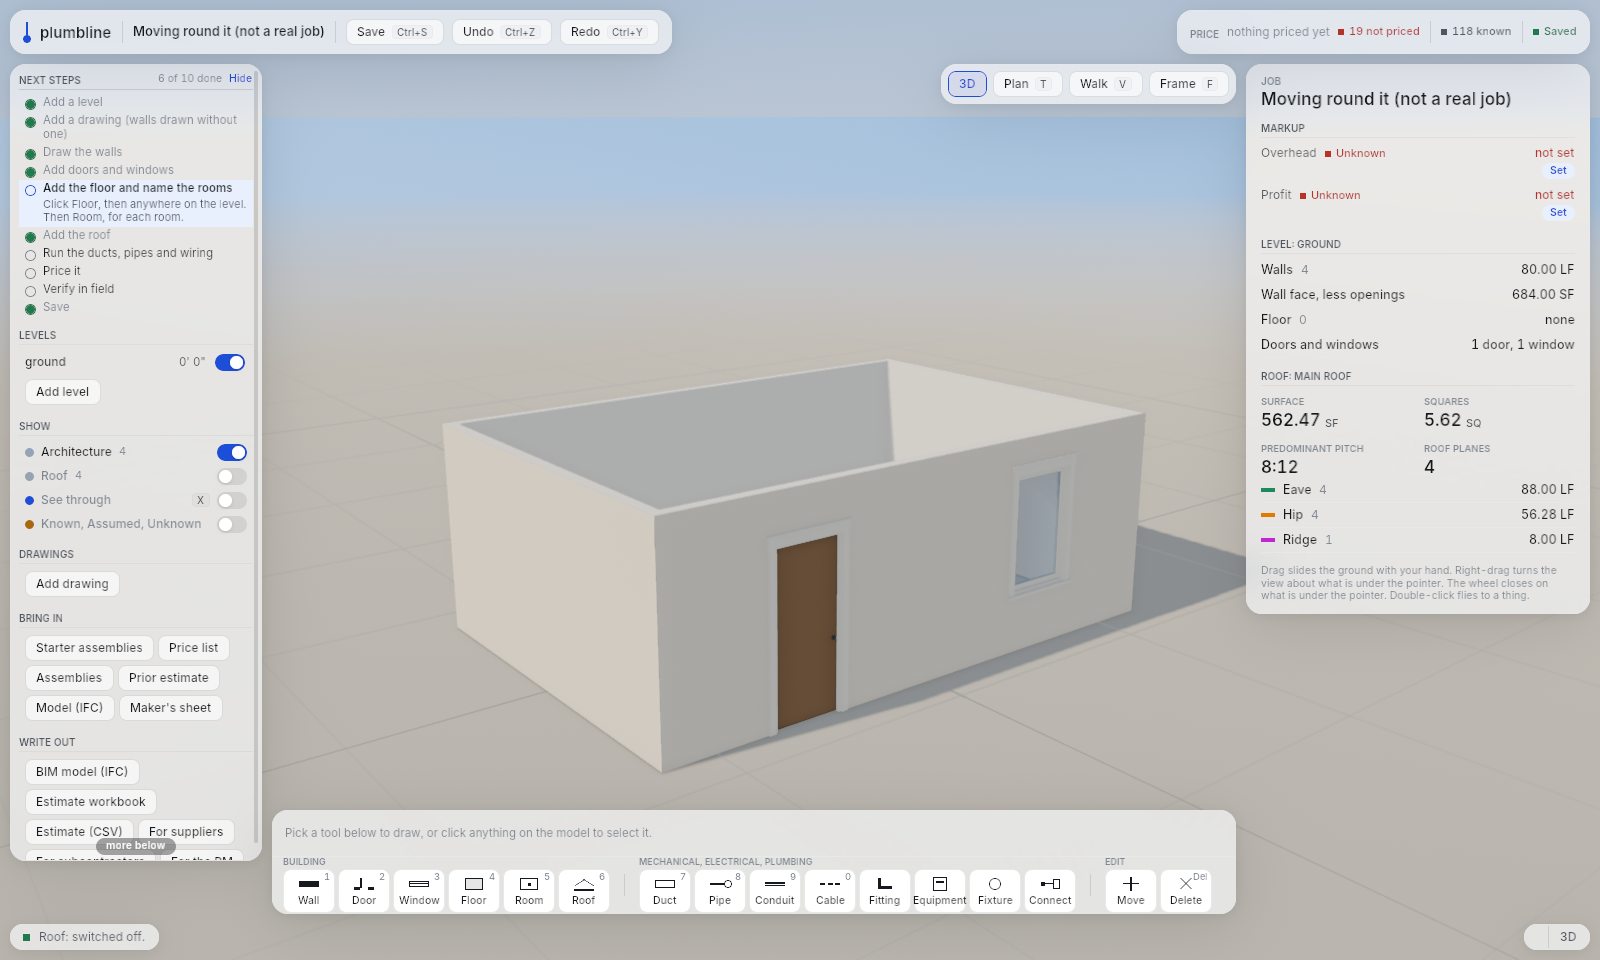 plumbline
Moving round it (not a real job)
Save Ctrl+S
Undo Ctrl+Z
Redo Ctrl+Y
PRICE nothing priced yet 19 not priced 118 known Saved
NEXT STEPS 6 of 10 done Hide
Add a level
Add a drawing (walls drawn without
one)
Draw the walls
Add doors and windows
Add the floor and name the rooms
Click Floor, then anywhere on the level.
Then Room, for each room.
Add the roof
Run the ducts, pipes and wiring
Price it
Verify in field
Save
LEVELS
ground 0' 0"
Add level
SHOW
Architecture 4
Roof 4
See through X
Known, Assumed, Unknown
DRAWINGS
Add drawing
BRING IN
Starter assemblies Price list
Assemblies Prior estimate
Model (IFC) Maker's sheet
WRITE OUT
BIM model (IFC)
Estimate workbook
Estimate (CSV) For suppliers
more below
For subcontractors For the PM
3D Plan T Walk V Frame F
JOB
Moving round it (not a real job)
MARKUP
Overhead Unknown not set
Set
Profit Unknown not set
Set
LEVEL: GROUND
Walls 4 80.00 LF
Wall face, less openings 684.00 SF
Floor 0 none
Doors and windows 1 door, 1 window
ROOF: MAIN ROOF
SURFACE SQUARES
562.47 SF 5.62 SQ
PREDOMINANT PITCH ROOF PLANES
8:12 4
Eave 4 88.00 LF
Hip 4 56.28 LF
Ridge 1 8.00 LF
Drag slides the ground with your hand. Right-drag turns the
view about what is under the pointer. The wheel closes on
what is under the pointer. Double-click flies to a thing.
Pick a tool below to draw, or click anything on the model to select it.
BUILDING MECHANICAL, ELECTRICAL, PLUMBING EDIT
1 2 3 4 5 6 7 8 9 0 Del
Wall Door Window Floor Room Roof Duct Pipe Conduit Cable Fitting Equipment Fixture Connect Move Delete
Roof: switched off.
3D